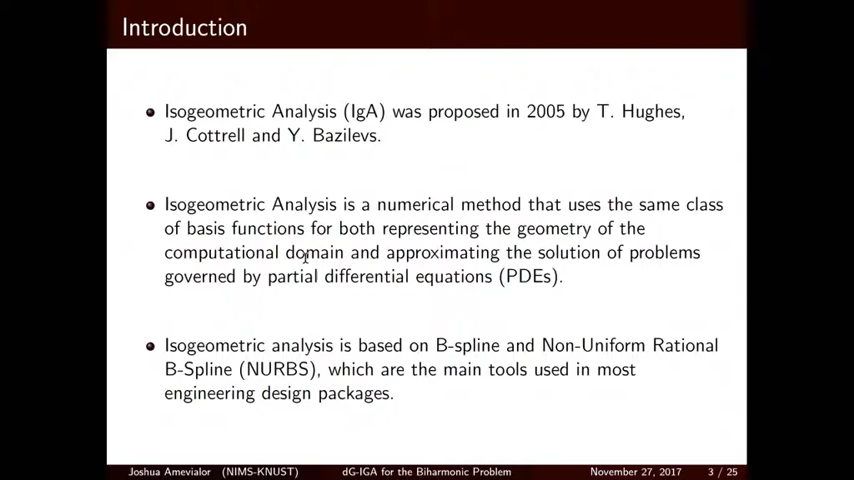 Introduction
Isogeometric Analysis (IgA) was proposed in 2005 by T. Hughes,
J. Cottrell and Y. Bazilevs.
Isogeometric Analysis is a numerical method that uses the same class
of basis functions for both representing the geometry of the
computational domain and approximating the solution of problems
governed by partial differential equations (PDEs).
Isogeometric analysis is based on B-spline and Non-Uniform Rational
B-Spline (NURBS), which are the main tools used in most
engineering design packages.
Joshua Amevialor (NIMS-KNUST) dG-IGA for the Biharmonic Problem November 27, 2017 3 / 25